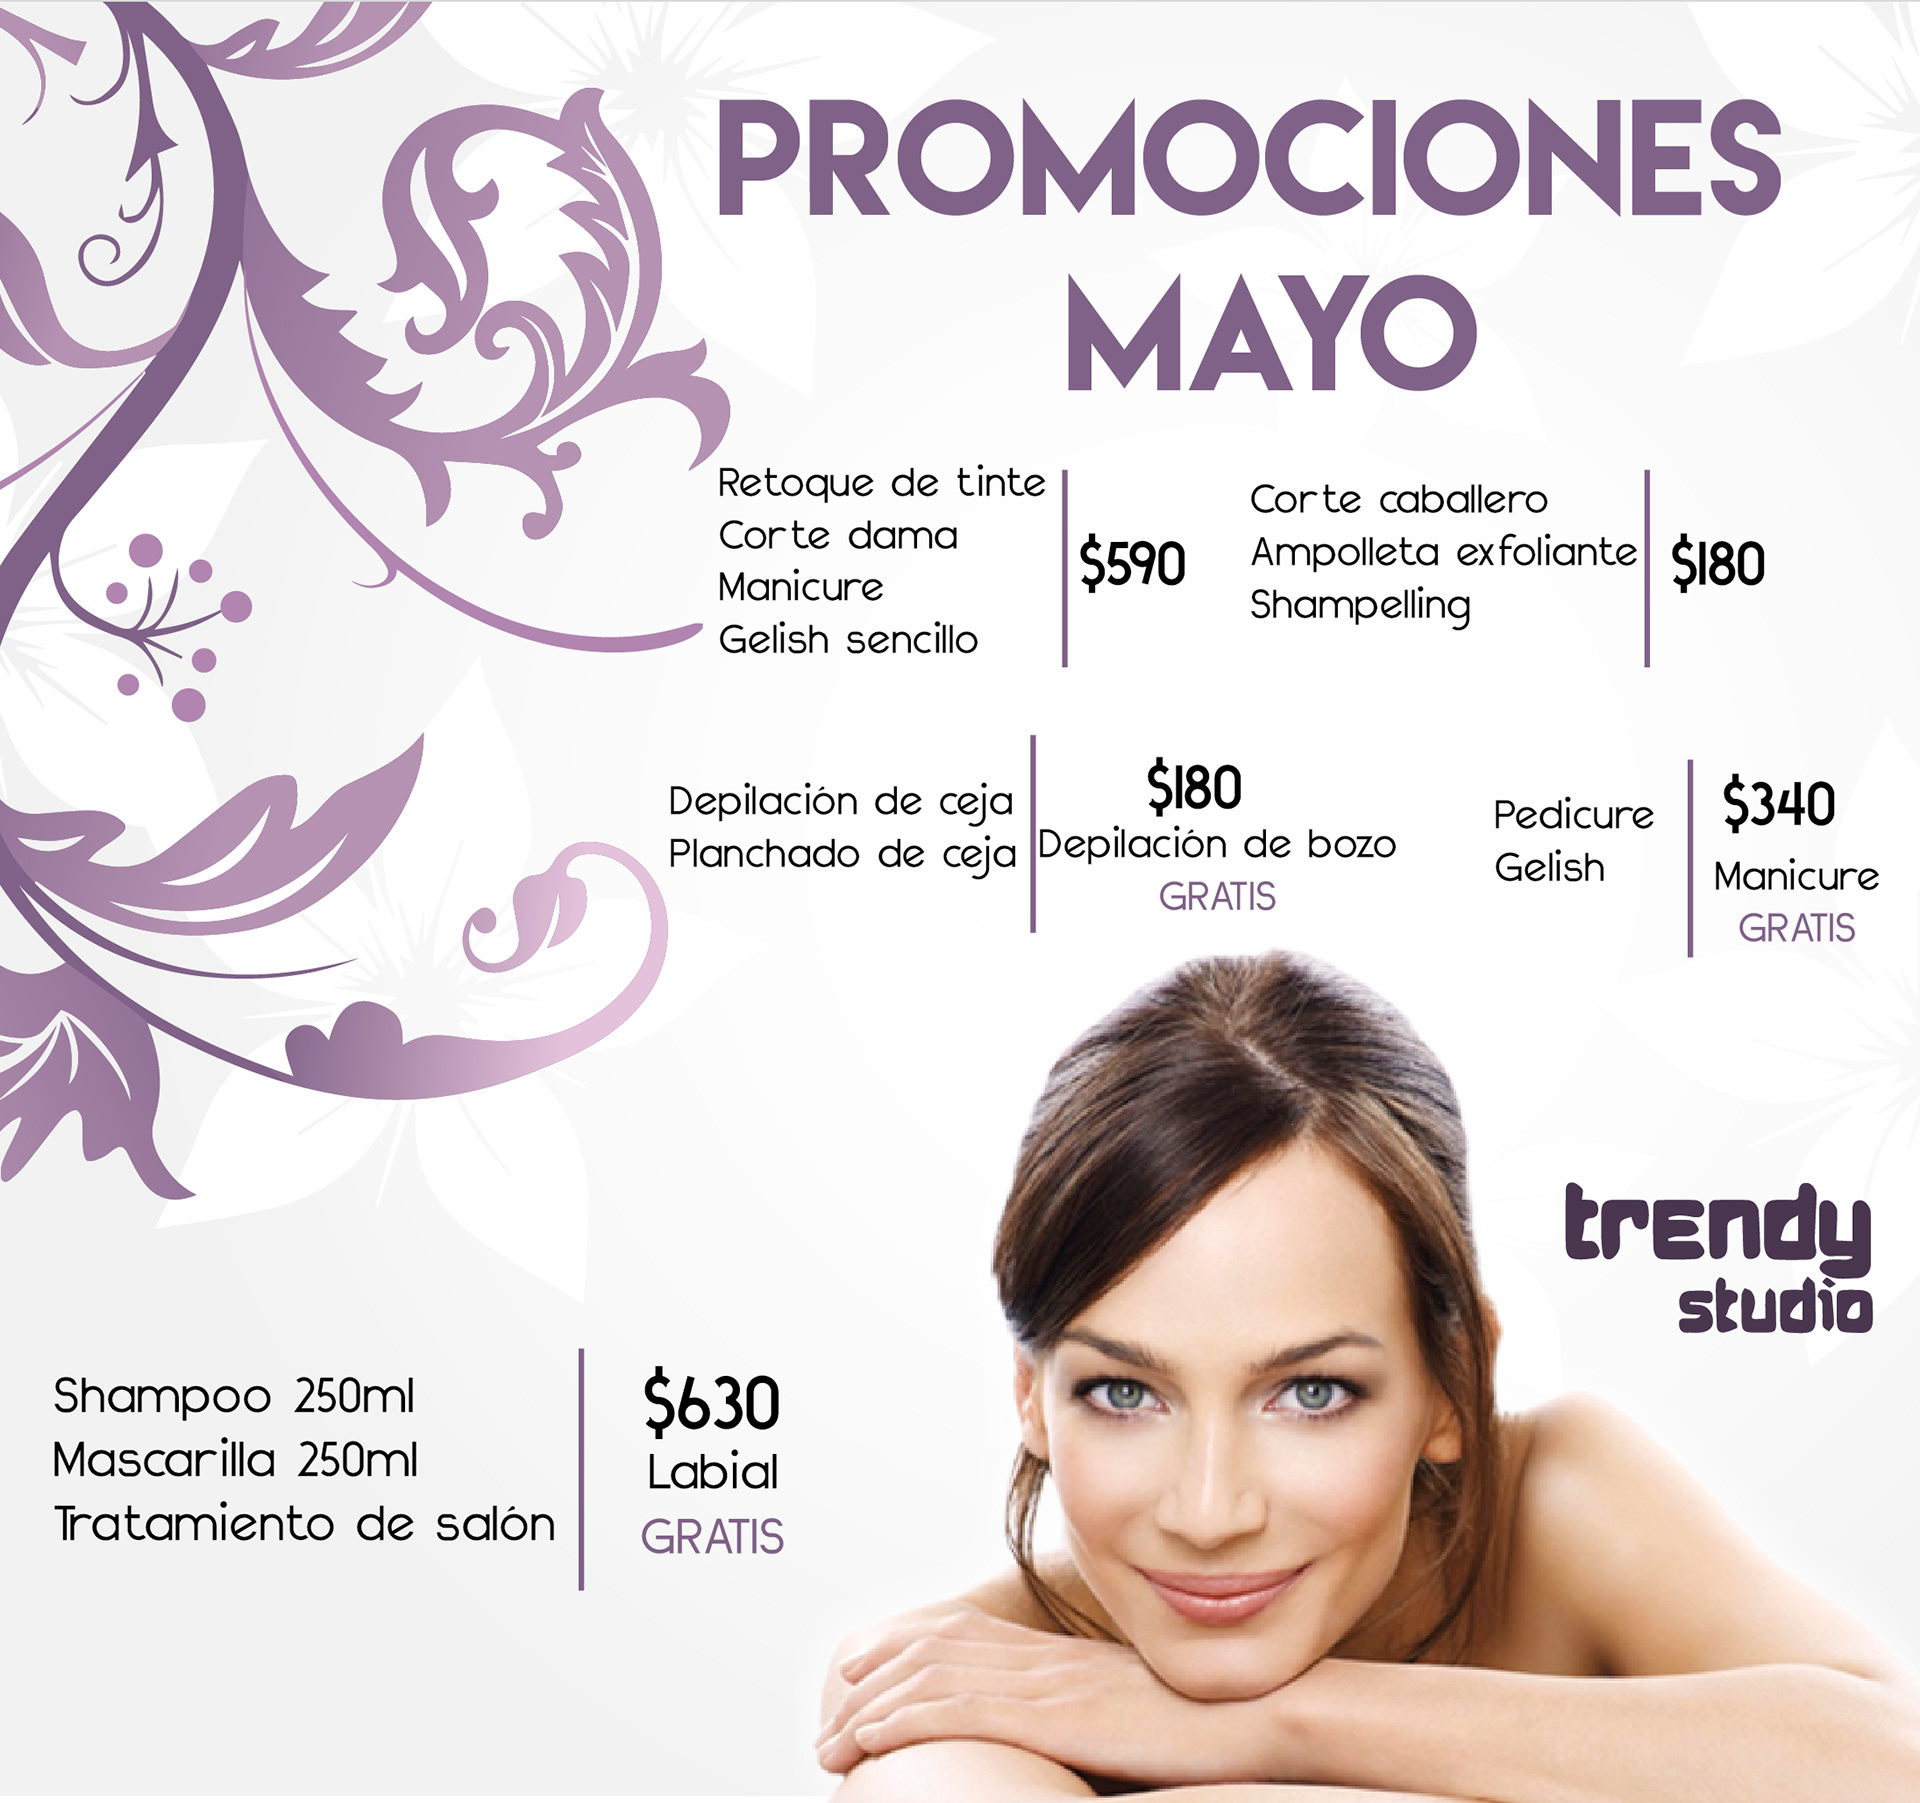 PROMOCIONES
MAYO
Retoque de tinte
Corte dama
Manicure
Gelish sencillo
$590
Corte caballero
Ampolleta exfoliante
Shampelling
$180
Depilación de ceja
Planchado de ceja
$180
Depilación de bozo
GRATIS
Pedicure
Gelish
$340
Manicure
GRATIS
trendy
studio
Shampoo 250ml
Mascarilla 250ml
Tratamiento de salón
$630
Labial
GRATIS